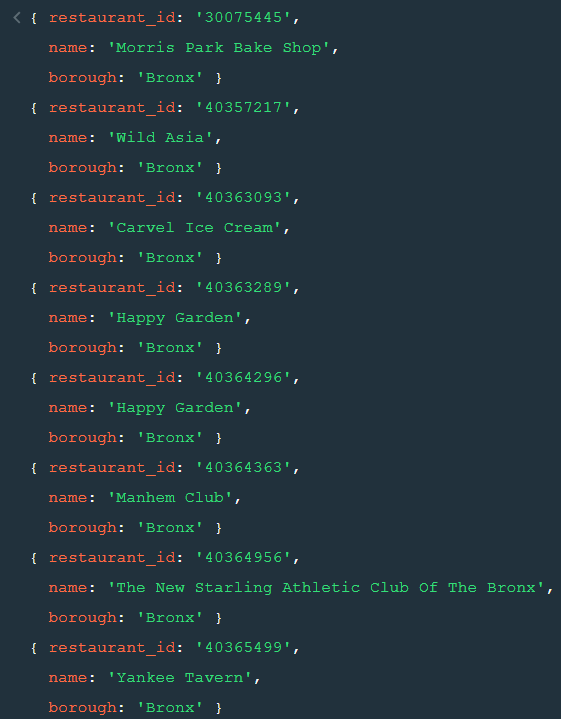 < { restaurant_id: '30075445',
name: 'Morris Park Bake Shop',
borough: 'Bronx' }
{ restaurant_id: '40357217',
name: 'Wild Asia',
borough: 'Bronx' }
{ restaurant_id: '40363093',
name: 'Carvel Ice Cream',
borough: 'Bronx' }
{ restaurant_id: '40363289',
name: 'Happy Garden',
borough: 'Bronx' }
{ restaurant_id: '40364296',
name: 'Happy Garden',
borough: 'Bronx' }
{ restaurant_id: '40364363',
name: 'Manhem Club',
borough: 'Bronx' }
{ restaurant_id: '40364956',
name: 'The New Starling Athletic Club Of The Bronx',
borough: 'Bronx' }
{ restaurant_id: '40365499',
name: 'Yankee Tavern',
borough: 'Bronx' }